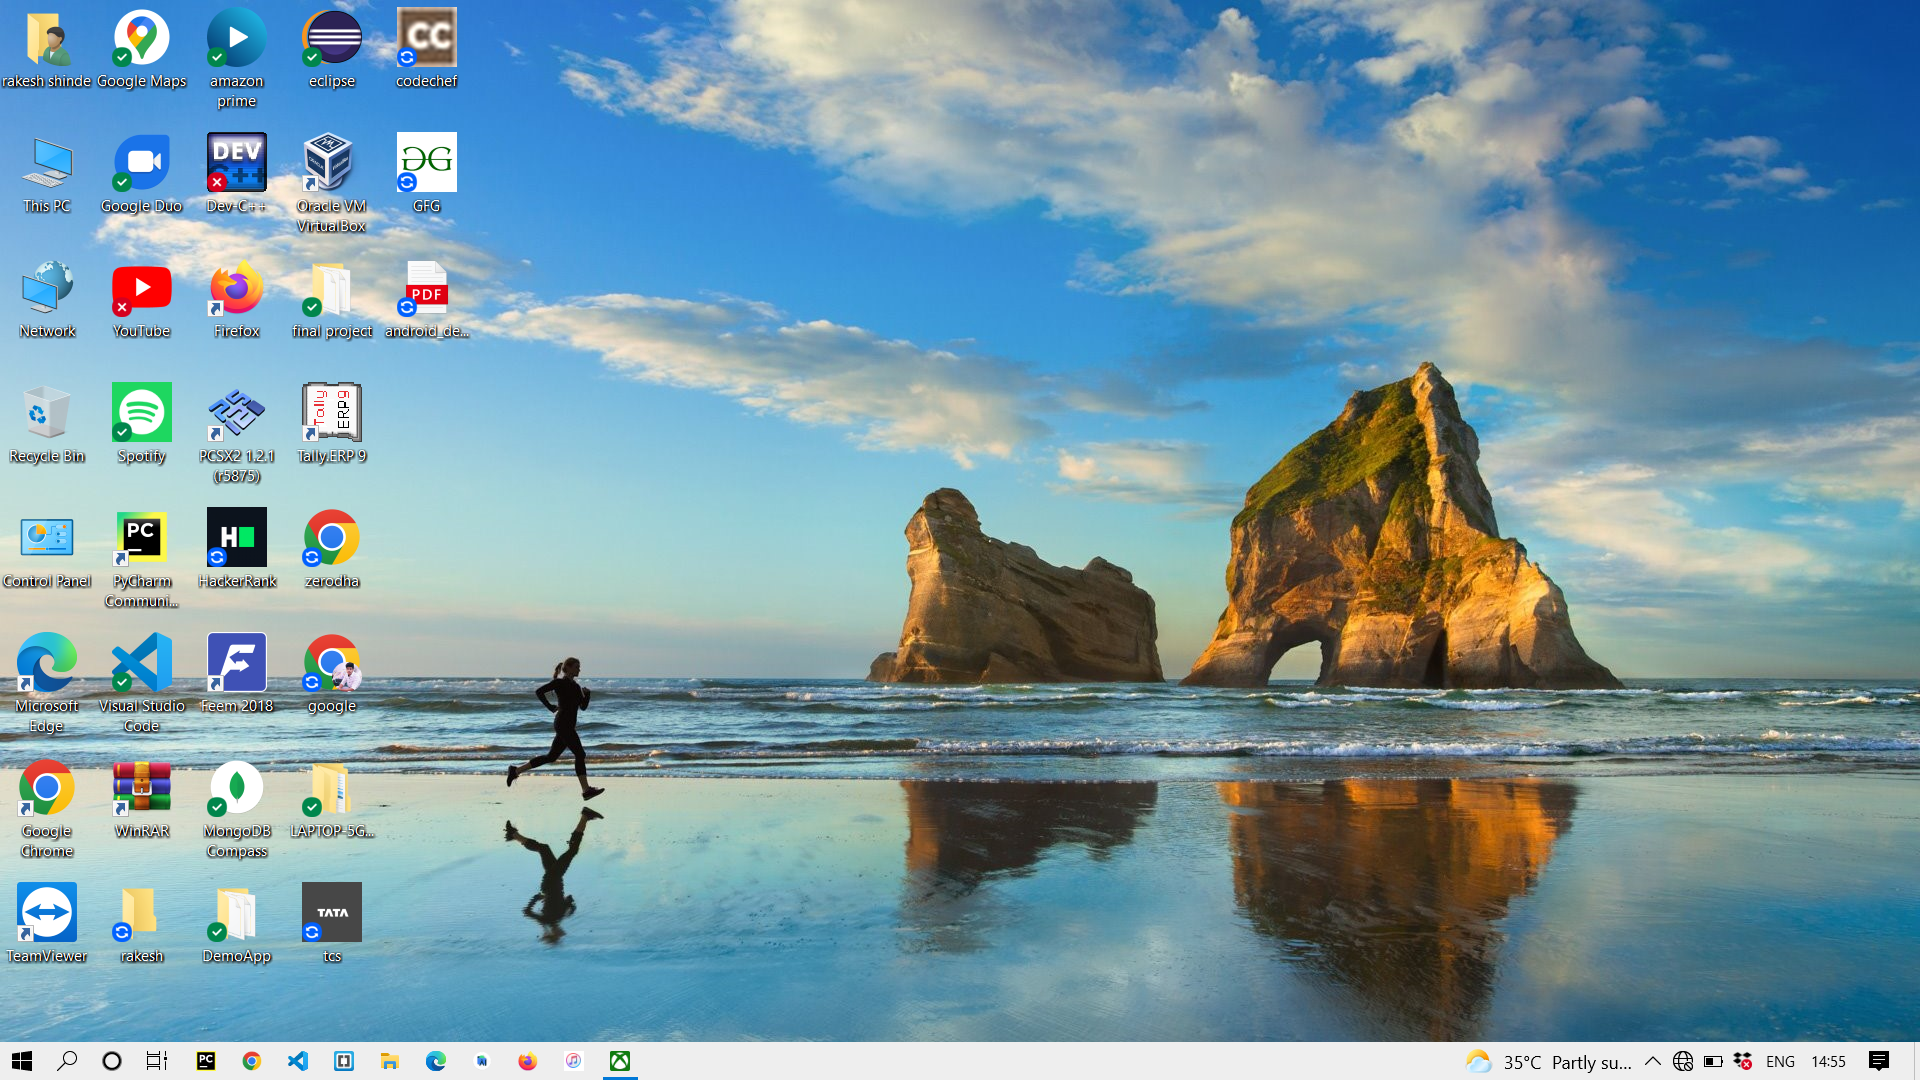 rakesh shinde
Google Maps
amazon
prime
eclipse
CC
codechef
This PC
Google Duo
DEV
C++
Dev-C++
Oracle VM
VirtualBox
GFG
Network
YouTube
Firefox
final project
PDF
android_de...
Recycle Bin
Spotify
PCSX2 1.2.1
(r5875)
Tally
ERP9
Tally.ERP 9
Control Panel
PC
PyCharm
Communi...
H
HackerRank
zerodha
Microsoft
Edge
Visual Studio
Code
F
Feem 2018
google
Google
Chrome
WinRAR
MongoDB
Compass
LAPTOP-5G...
TeamViewer
rakesh
DemoApp
TATA
tcs
PC
35°C Partly su...
ENG
14:55